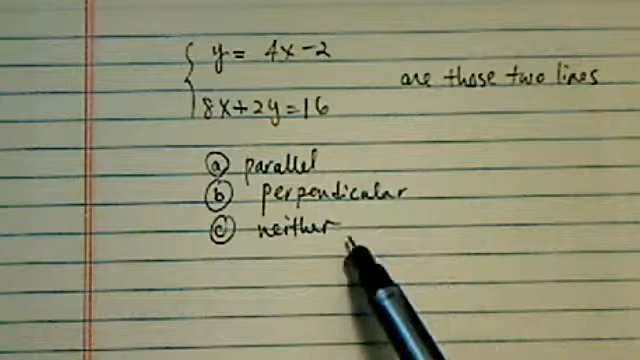 y = 4x - 2
8x + 2y = 16
are those two lines
ⓐ parallel
ⓑ perpendicular
ⓒ neither